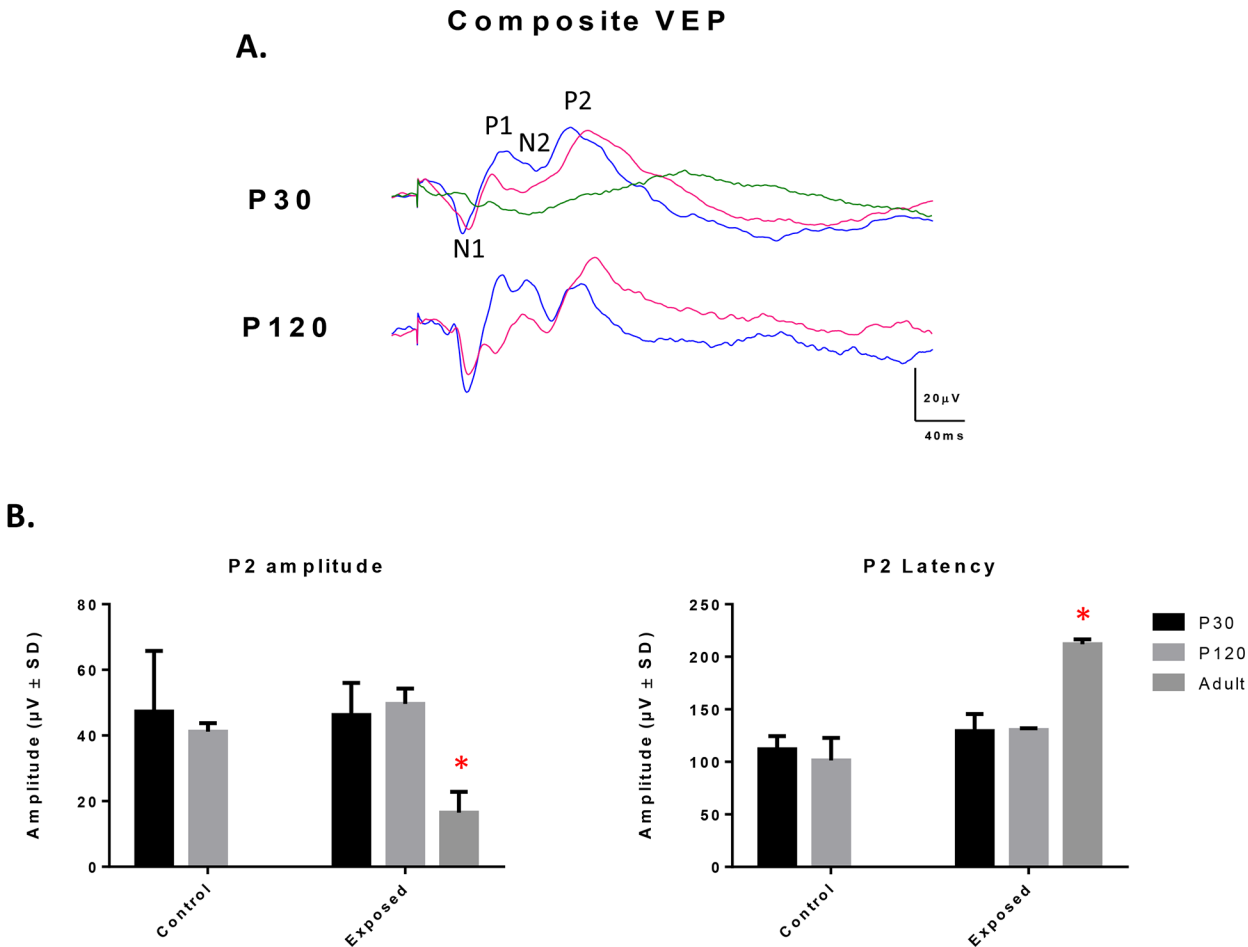 Composite VEP
A.
P2
P1
N2
P30
N1
P120
20µV
40ms
B.
P2 amplitude
80
60
40
20
0
Amplitude (µV ± SD)
*
Control
Exposed
P2 Latency
250
200
150
100
50
0
Amplitude (µV ± SD)
*
Control
Exposed
P30
P120
Adult